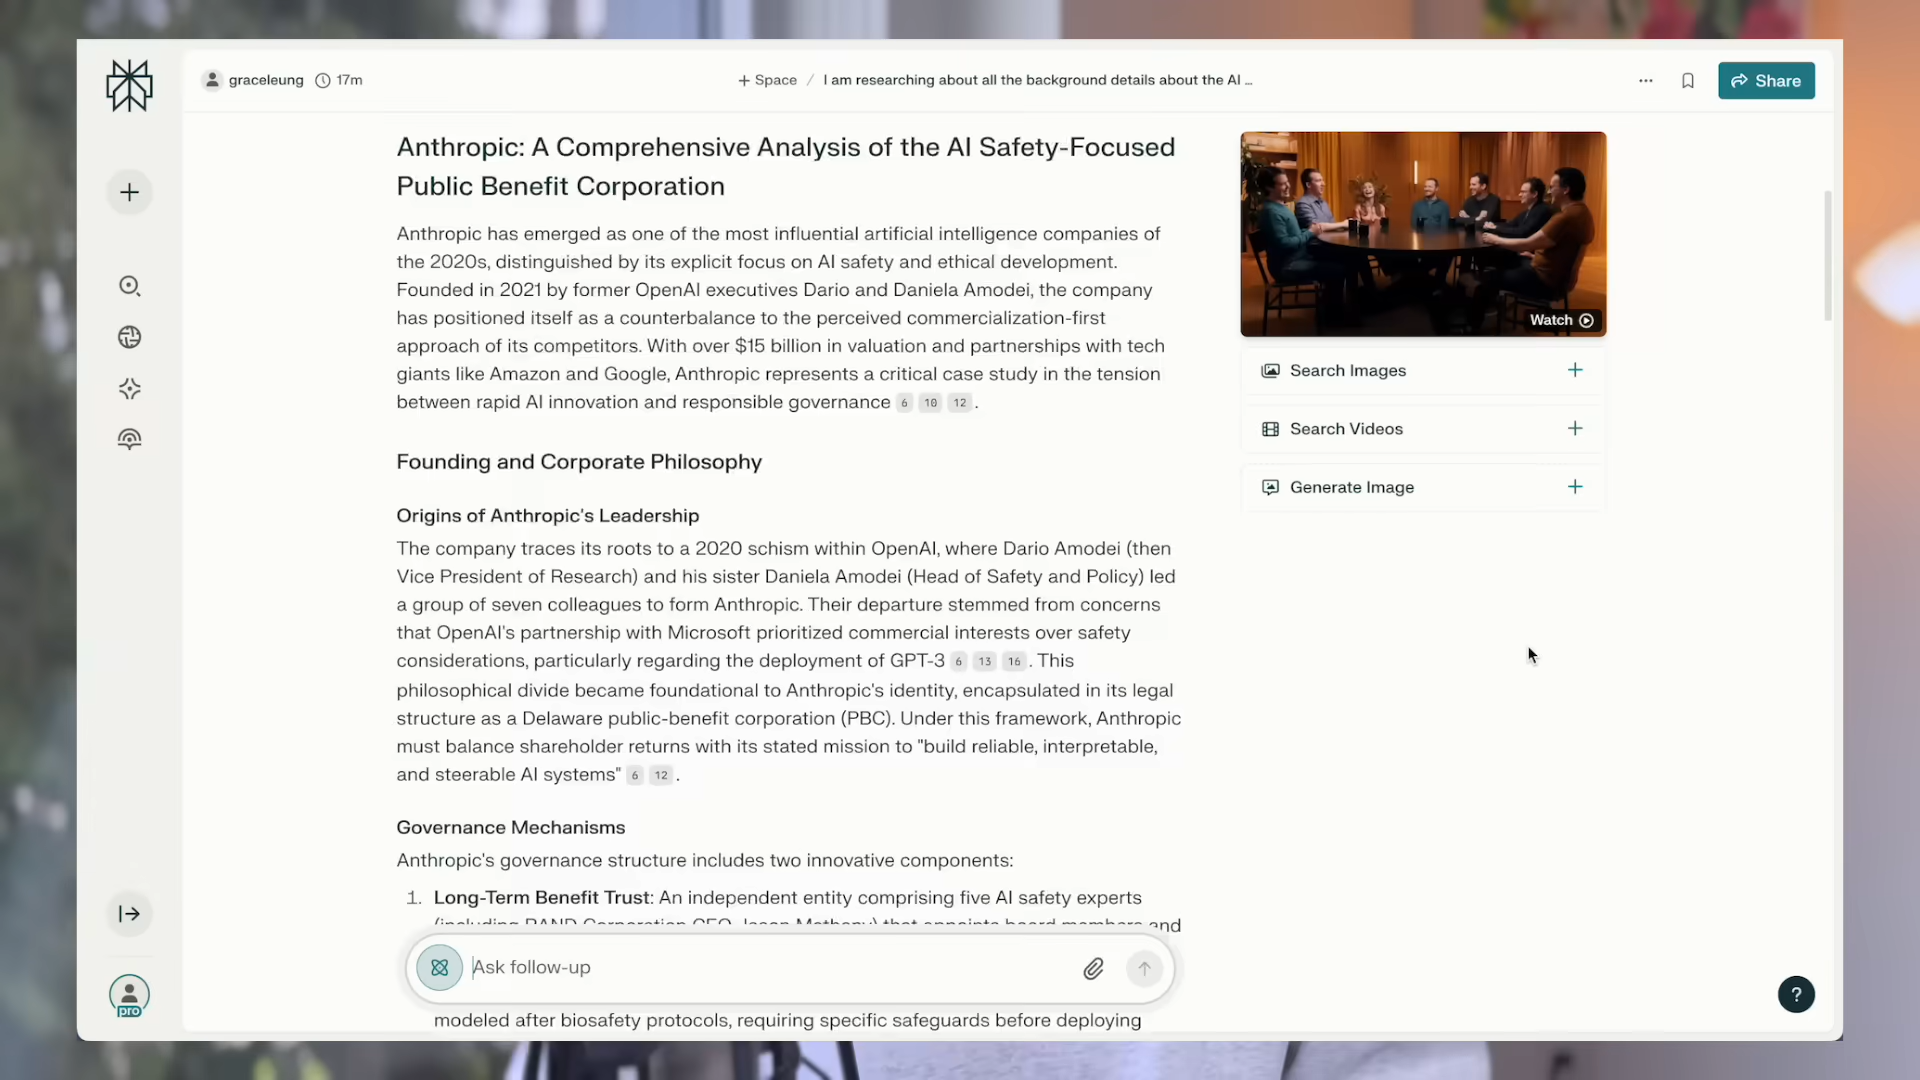 graceleung 17m
+ Space / I am researching about all the background details about the AI ...
Share
Anthropic: A Comprehensive Analysis of the AI Safety-Focused
Public Benefit Corporation
Anthropic has emerged as one of the most influential artificial intelligence companies of
the 2020s, distinguished by its explicit focus on AI safety and ethical development.
Founded in 2021 by former OpenAI executives Dario and Daniela Amodei, the company
has positioned itself as a counterbalance to the perceived commercialization-first
approach of its competitors. With over $15 billion in valuation and partnerships with tech
giants like Amazon and Google, Anthropic represents a critical case study in the tension
between rapid AI innovation and responsible governance 6 10 12 .
Founding and Corporate Philosophy
Origins of Anthropic's Leadership
The company traces its roots to a 2020 schism within OpenAI, where Dario Amodei (then
Vice President of Research) and his sister Daniela Amodei (Head of Safety and Policy) led
a group of seven colleagues to form Anthropic. Their departure stemmed from concerns
that OpenAI's partnership with Microsoft prioritized commercial interests over safety
considerations, particularly regarding the deployment of GPT-3 6 13 16 . This
philosophical divide became foundational to Anthropic's identity, encapsulated in its legal
structure as a Delaware public-benefit corporation (PBC). Under this framework, Anthropic
must balance shareholder returns with its stated mission to "build reliable, interpretable,
and steerable AI systems" 6 12 .
Governance Mechanisms
Anthropic's governance structure includes two innovative components:
1. Long-Term Benefit Trust: An independent entity comprising five AI safety experts
(including RAND Corporation CEO Jason Matheny) that appoints board members and
Ask follow-up
modeled after biosafety protocols, requiring specific safeguards before deploying
Watch
Search Images +
Search Videos +
Generate Image +
pro
?